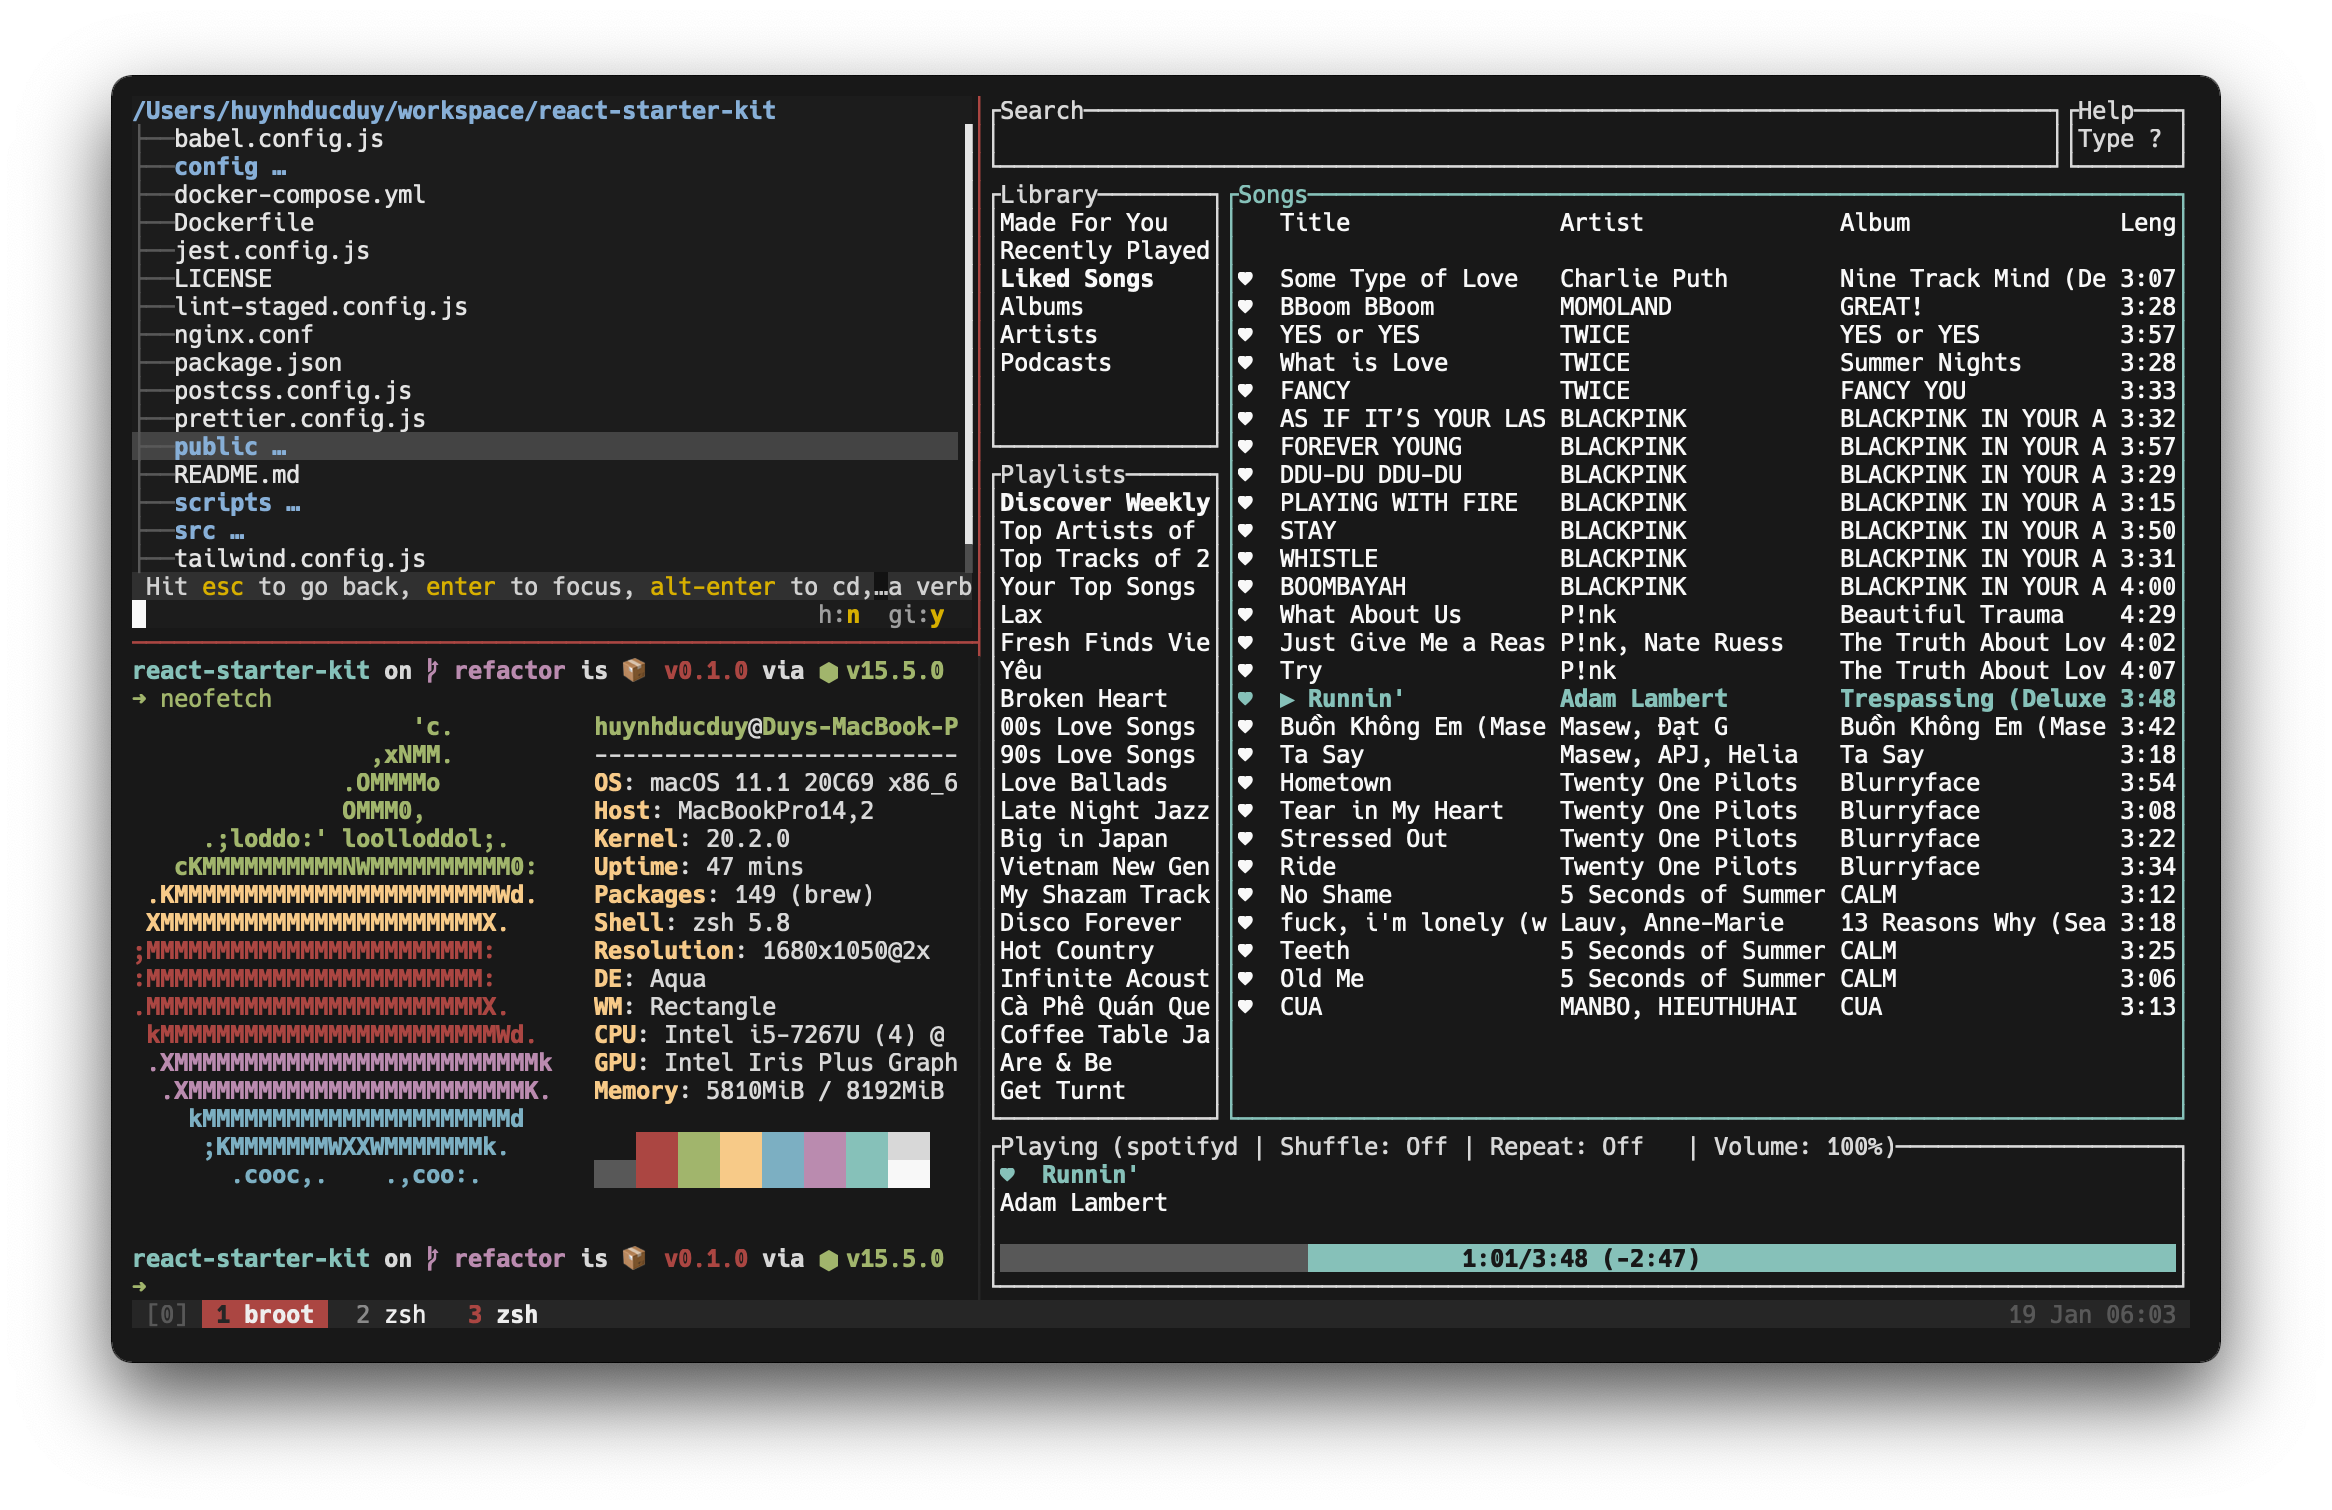 /Users/huynhducduy/workspace/react-starter-kit
babel.config.js
config …
docker-compose.yml
Dockerfile
jest.config.js
LICENSE
lint-staged.config.js
nginx.conf
package.json
postcss.config.js
prettier.config.js
public …
README.md
scripts …
src …
tailwind.config.js
Hit esc to go back, enter to focus, alt-enter to cd,…a verb
h:n gi:y
react-starter-kit on refactor is 📦 v0.1.0 via ⬢ v15.5.0
➜ neofetch
'c.
,xNMM.
.OMMMMo
OMMM0,
.;loddo:' loolloddol;.
cKMMMMMMMMMMNWMMMMMMMMMM0:
.KMMMMMMMMMMMMMMMMMMMMMMMWd.
XMMMMMMMMMMMMMMMMMMMMMMMX.
;MMMMMMMMMMMMMMMMMMMMMMMM:
:MMMMMMMMMMMMMMMMMMMMMMMM:
.MMMMMMMMMMMMMMMMMMMMMMMMX.
kMMMMMMMMMMMMMMMMMMMMMMMMWd.
.XMMMMMMMMMMMMMMMMMMMMMMMMMMk
.XMMMMMMMMMMMMMMMMMMMMMMMMK.
kMMMMMMMMMMMMMMMMMMMMMMd
;KMMMMMMMWXXWMMMMMMMk.
.cooc,. .,coo:.
huynhducduy@Duys-MacBook-P
--------------------------
OS: macOS 11.1 20C69 x86_6
Host: MacBookPro14,2
Kernel: 20.2.0
Uptime: 47 mins
Packages: 149 (brew)
Shell: zsh 5.8
Resolution: 1680x1050@2x
DE: Aqua
WM: Rectangle
CPU: Intel i5-7267U (4) @
GPU: Intel Iris Plus Graph
Memory: 5810MiB / 8192MiB
react-starter-kit on refactor is 📦 v0.1.0 via ⬢ v15.5.0
➜
Search
Help
Type ?
Library
Made For You
Recently Played
Liked Songs
Albums
Artists
Podcasts
Playlists
Discover Weekly
Top Artists of
Top Tracks of 2
Your Top Songs
Lax
Fresh Finds Vie
Yêu
Broken Heart
00s Love Songs
90s Love Songs
Love Ballads
Late Night Jazz
Big in Japan
Vietnam New Gen
My Shazam Track
Disco Forever
Hot Country
Infinite Acoust
Cà Phê Quán Que
Coffee Table Ja
Are & Be
Get Turnt
Songs
Title Artist Album Leng
♥ Some Type of Love Charlie Puth Nine Track Mind (De 3:07
♥ BBoom BBoom MOMOLAND GREAT! 3:28
♥ YES or YES TWICE YES or YES 3:57
♥ What is Love TWICE Summer Nights 3:28
♥ FANCY TWICE FANCY YOU 3:33
♥ AS IF IT’S YOUR LAS BLACKPINK BLACKPINK IN YOUR A 3:32
♥ FOREVER YOUNG BLACKPINK BLACKPINK IN YOUR A 3:57
♥ DDU-DU DDU-DU BLACKPINK BLACKPINK IN YOUR A 3:29
♥ PLAYING WITH FIRE BLACKPINK BLACKPINK IN YOUR A 3:15
♥ STAY BLACKPINK BLACKPINK IN YOUR A 3:50
♥ WHISTLE BLACKPINK BLACKPINK IN YOUR A 3:31
♥ BOOMBAYAH BLACKPINK BLACKPINK IN YOUR A 4:00
♥ What About Us P!nk Beautiful Trauma 4:29
♥ Just Give Me a Reas P!nk, Nate Ruess The Truth About Lov 4:02
♥ Try P!nk The Truth About Lov 4:07
♥ ▶ Runnin' Adam Lambert Trespassing (Deluxe 3:48
♥ Buồn Không Em (Mase Masew, Đạt G Buồn Không Em (Mase 3:42
♥ Ta Say Masew, APJ, Helia Ta Say 3:18
♥ Hometown Twenty One Pilots Blurryface 3:54
♥ Tear in My Heart Twenty One Pilots Blurryface 3:08
♥ Stressed Out Twenty One Pilots Blurryface 3:22
♥ Ride Twenty One Pilots Blurryface 3:34
♥ No Shame 5 Seconds of Summer CALM 3:12
♥ fuck, i'm lonely (w Lauv, Anne-Marie 13 Reasons Why (Sea 3:18
♥ Teeth 5 Seconds of Summer CALM 3:25
♥ Old Me 5 Seconds of Summer CALM 3:06
♥ CUA MANBO, HIEUTHUHAI CUA 3:13
Playing (spotifyd | Shuffle: Off | Repeat: Off | Volume: 100%)
♥ Runnin'
Adam Lambert
1:01/3:48 (-2:47)
[0] 1 broot 2 zsh 3 zsh 19 Jan 06:03